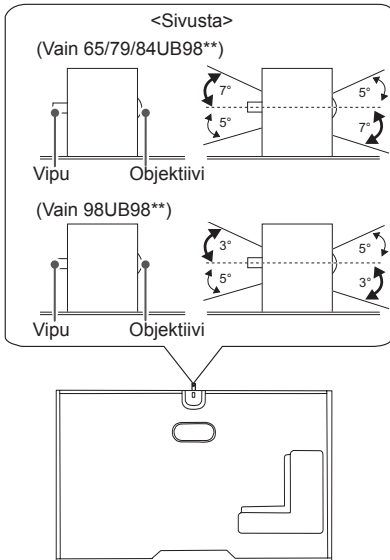 <Sivusta>
(Vain 65/79/84UB98**)
7° 5°
5° 7°
Vipu Objektiivi
(Vain 98UB98**)
3° 5°
5° 3°
Vipu Objektiivi